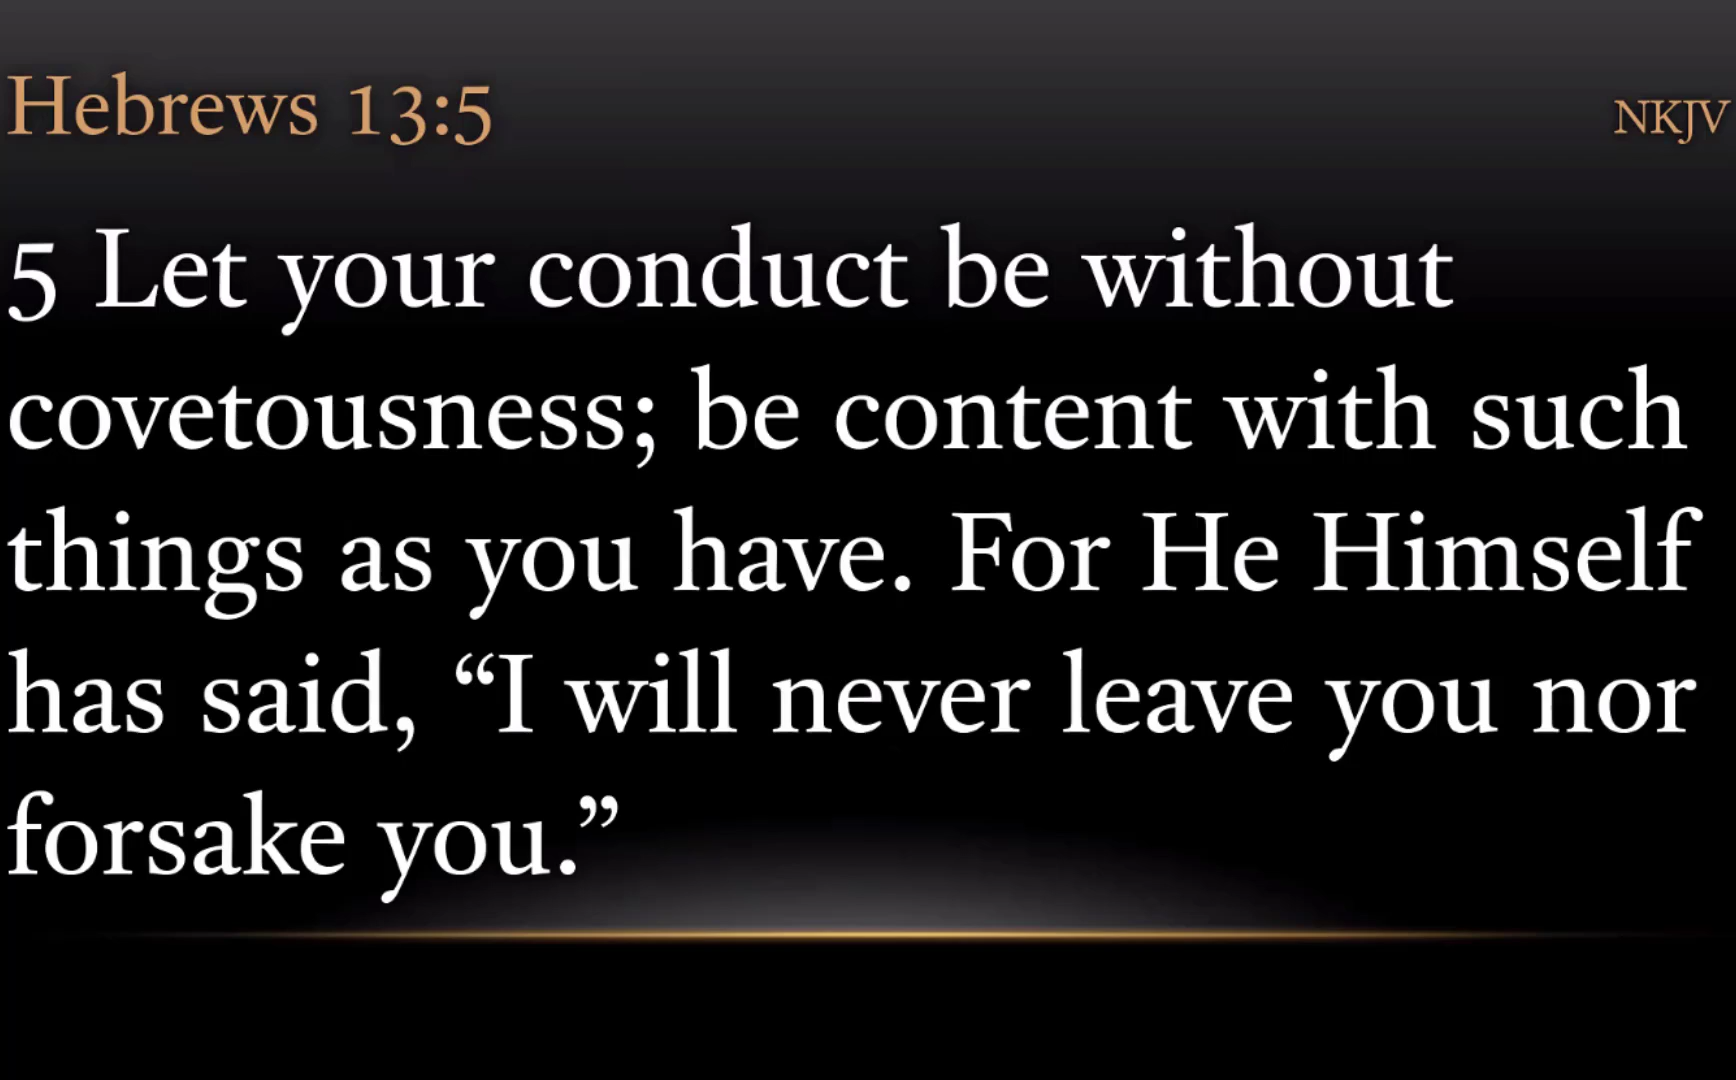 Hebrews 13:5
NKJV
5 Let your conduct be without
covetousness; be content with such
things as you have. For He Himself
has said, “I will never leave you nor
forsake you.”